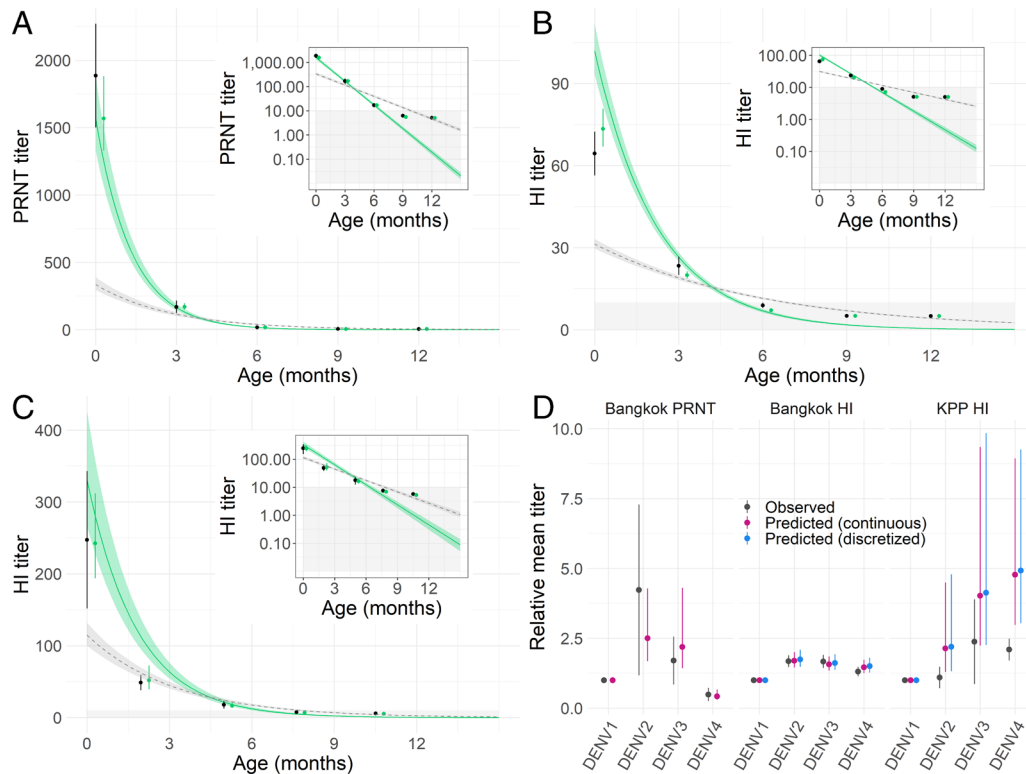 A
PRNT titer
2000
1500
1000
500
0
0
3
6
9
12
Age (months)
PRNT titer
1,000.00
100.00
10.00
1.00
0.10
0
3
6
9
12
Age (months)
B
HI titer
90
60
30
0
0
3
6
9
12
Age (months)
HI titer
100.00
10.00
1.00
0.10
0
3
6
9
12
Age (months)
C
HI titer
400
300
200
100
0
0
3
6
9
12
Age (months)
HI titer
100.00
10.00
1.00
0.10
0
3
6
9
12
Age (months)
D
Bangkok PRNT
Bangkok HI
KPP HI
Relative mean titer
10.0
7.5
5.0
2.5
0.0
Observed
Predicted (continuous)
Predicted (discretized)
DENV1
DENV2
DENV3
DENV4
DENV1
DENV2
DENV3
DENV4
DENV1
DENV2
DENV3
DENV4